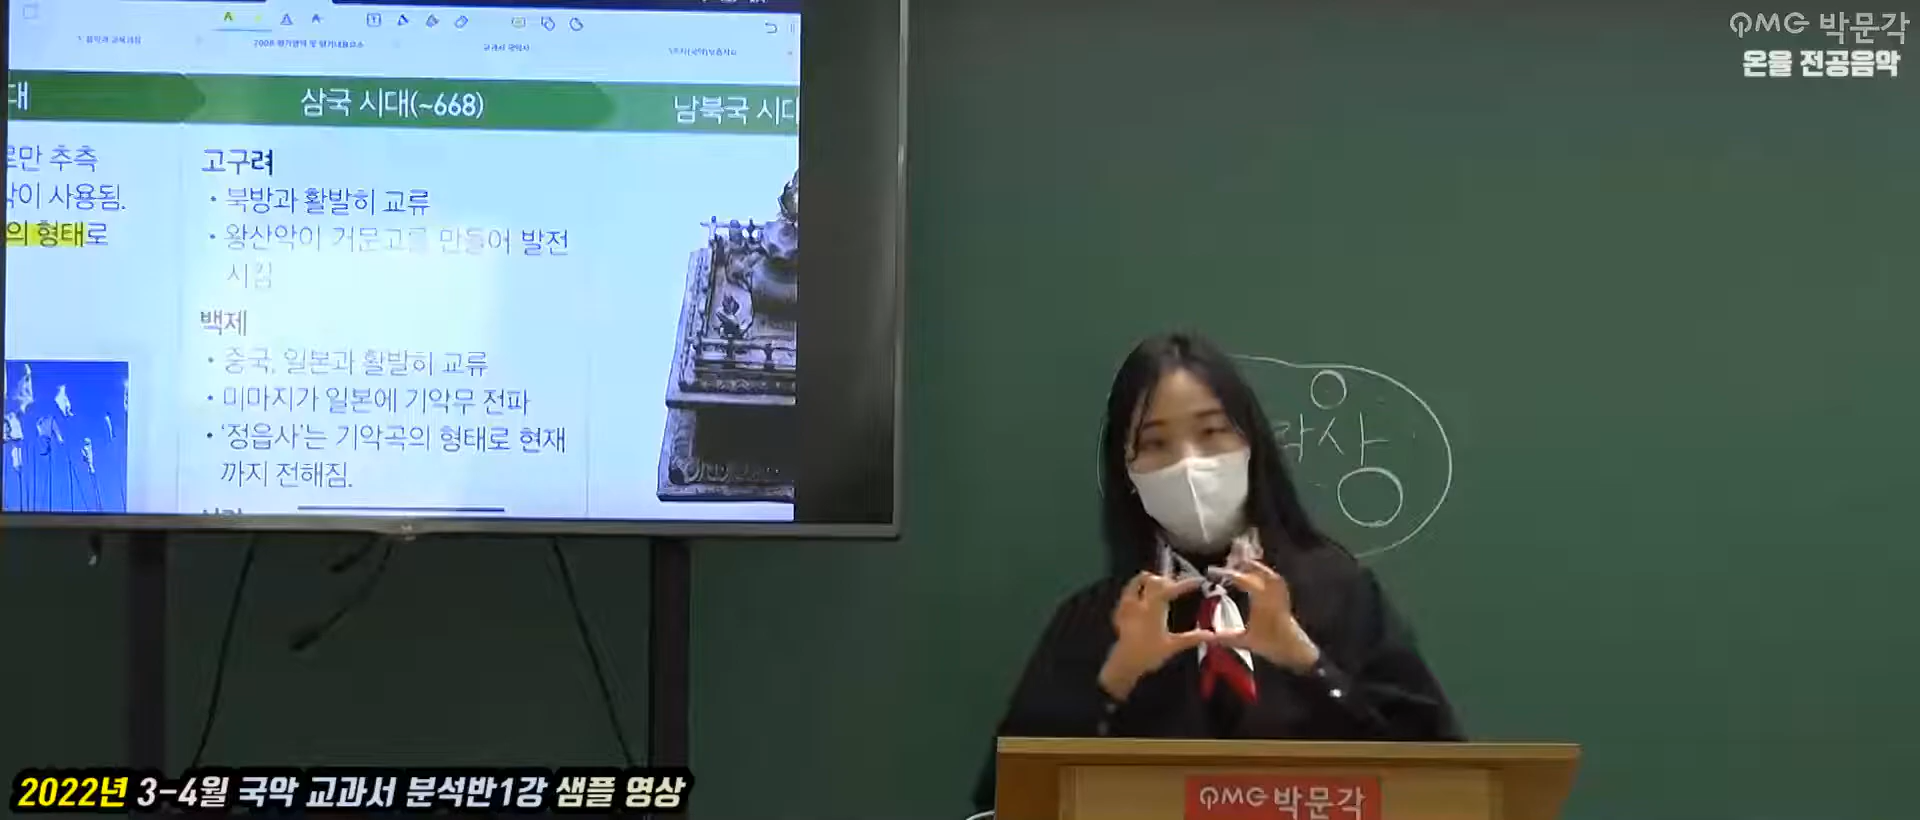 PMG 박문각
온율 전공음악
대
삼국 시대(~668)
남북국 시대
로만 추측
악이 사용됨.
의 형태로
고구려
• 북방과 활발히 교류
• 왕산악이 거문고를 만들어 발전
시킴
백제
• 중국, 일본과 활발히 교류
• 미마지가 일본에 기악무 전파
• ‘정읍사’는 기악곡의 형태로 현재
까지 전해짐.
2022년 3-4월 국악 교과서 분석반1강 샘플 영상
PMG 박문각